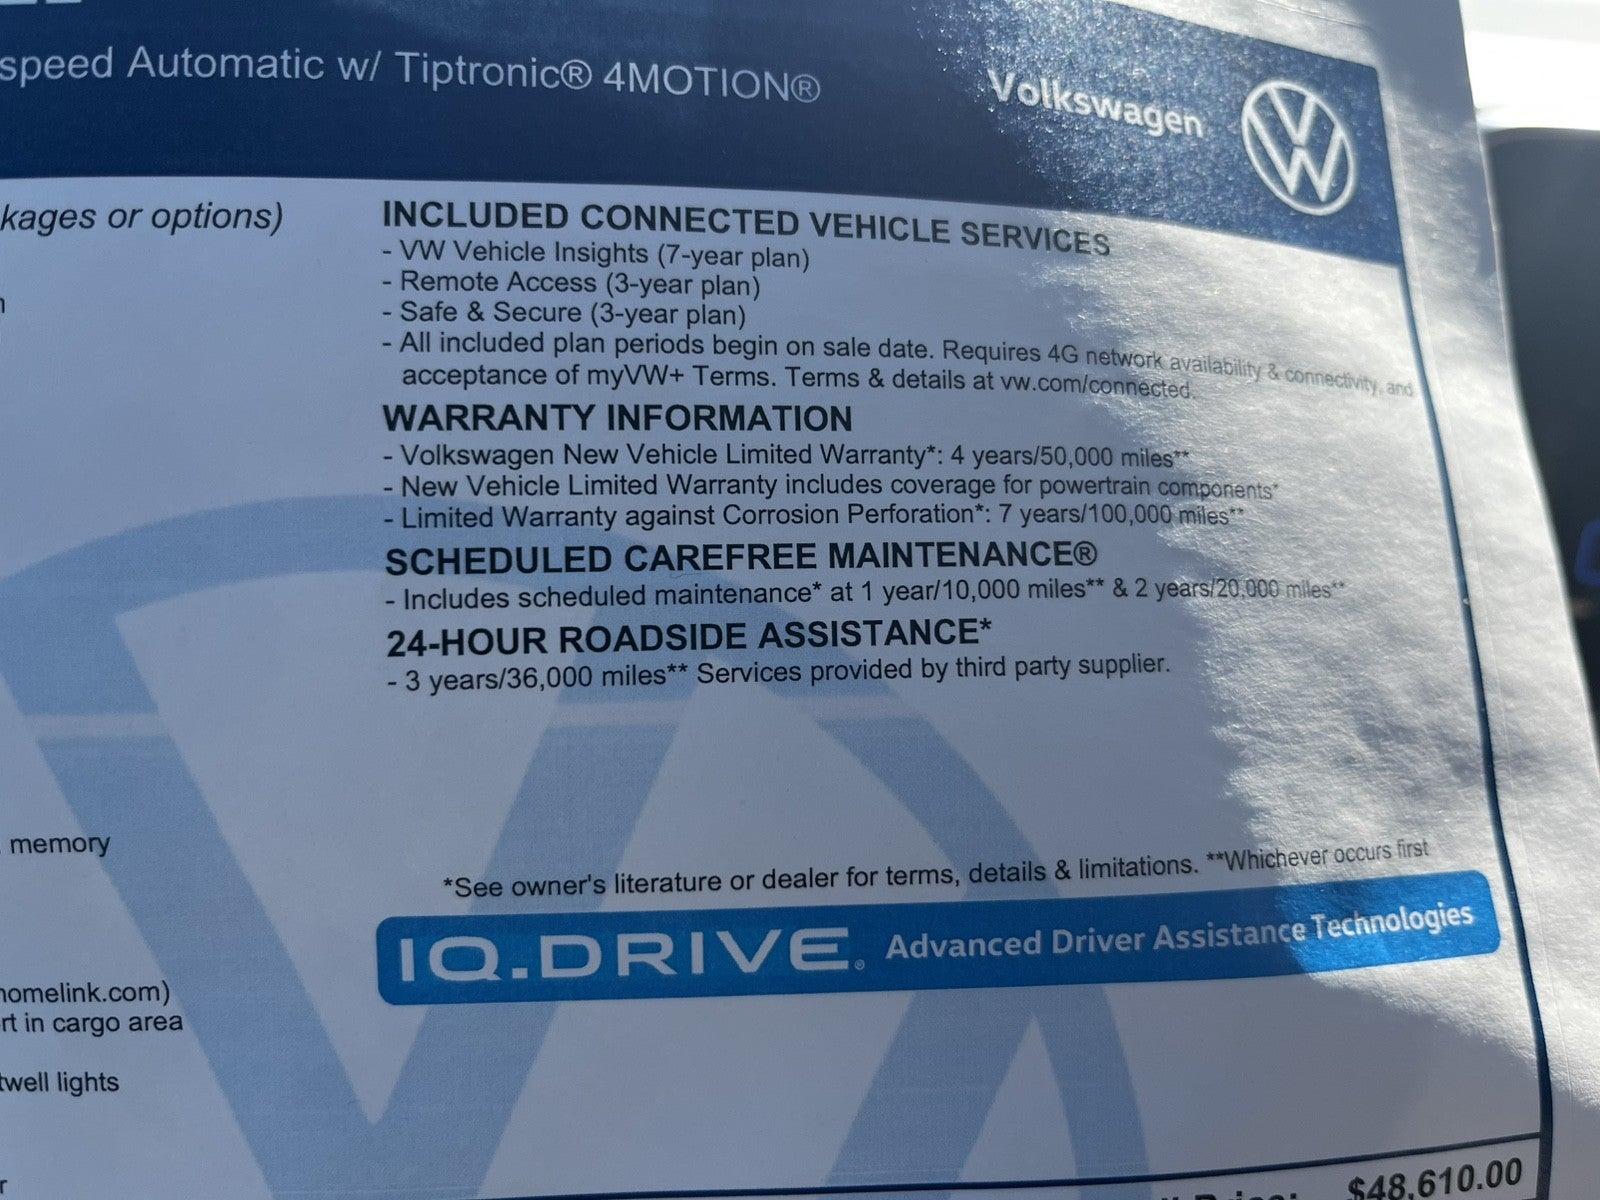 speed Automatic w/ Tiptronic® 4MOTION®
Volkswagen
kages or options)
INCLUDED CONNECTED VEHICLE SERVICES
- VW Vehicle Insights (7-year plan)
- Remote Access (3-year plan)
- Safe & Secure (3-year plan)
- All included plan periods begin on sale date. Requires 4G network availability & connectivity, and
acceptance of myVW+ Terms. Terms & details at vw.com/connected.
WARRANTY INFORMATION
- Volkswagen New Vehicle Limited Warranty*: 4 years/50,000 miles**
- New Vehicle Limited Warranty includes coverage for powertrain components*
- Limited Warranty against Corrosion Perforation*: 7 years/100,000 miles**
SCHEDULED CAREFREE MAINTENANCE®
- Includes scheduled maintenance* at 1 year/10,000 miles** & 2 years/20,000 miles**
24-HOUR ROADSIDE ASSISTANCE*
- 3 years/36,000 miles** Services provided by third party supplier.
memory
*See owner's literature or dealer for terms, details & limitations. **Whichever occurs first
IQ.DRIVE® Advanced Driver Assistance Technologies
homelink.com)
rt in cargo area
twell lights
$48,610.00